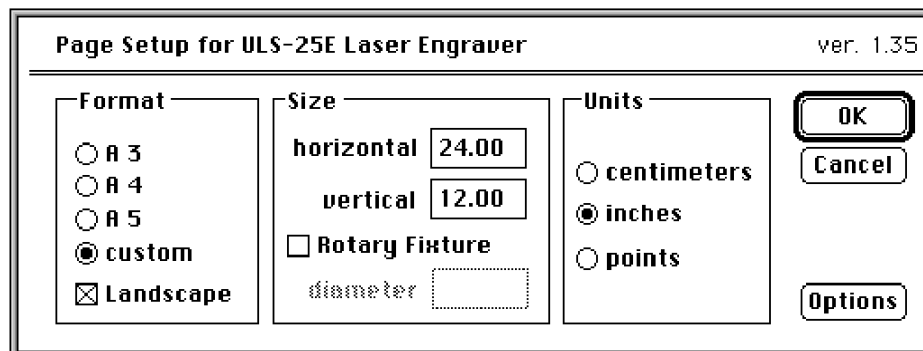 Page Setup for ULS-25E Laser Engraver ver. 1.35
Format
A 3
A 4
A 5
custom
Landscape
Size
horizontal 24.00
vertical 12.00
Rotary Fixture
diameter
Units
centimeters
inches
points
OK
Cancel
Options